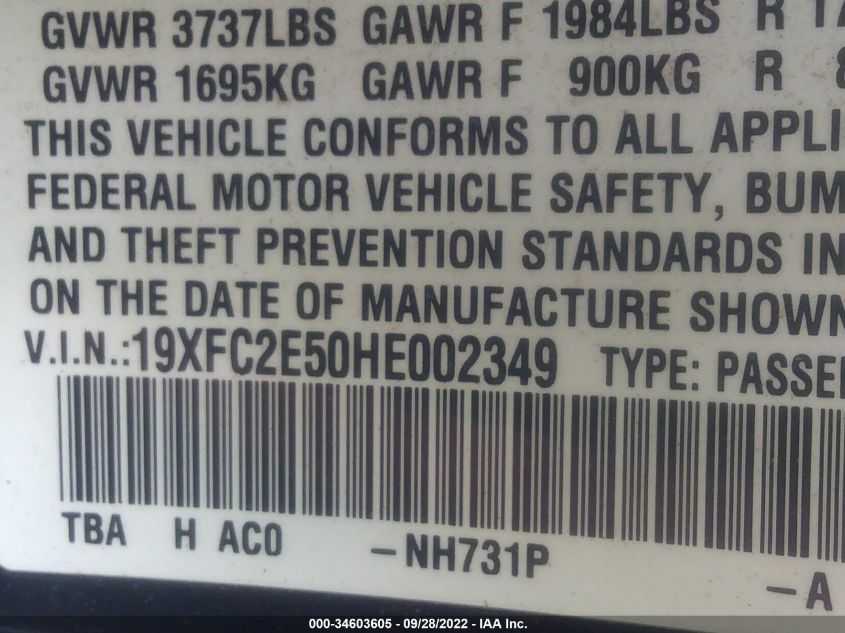 GVWR 3737LBS GAWR F 1984LBS R
GVWR 1695KG GAWR F 900KG R
THIS VEHICLE CONFORMS TO ALL APPLI
FEDERAL MOTOR VEHICLE SAFETY, BUM
AND THEFT PREVENTION STANDARDS IN
ON THE DATE OF MANUFACTURE SHOWN
V.I.N.:19XFC2E50HE002349 TYPE: PASSE
TBA H AC0 -NH731P -A
000-34603605 - 09/28/2022 - IAA Inc.